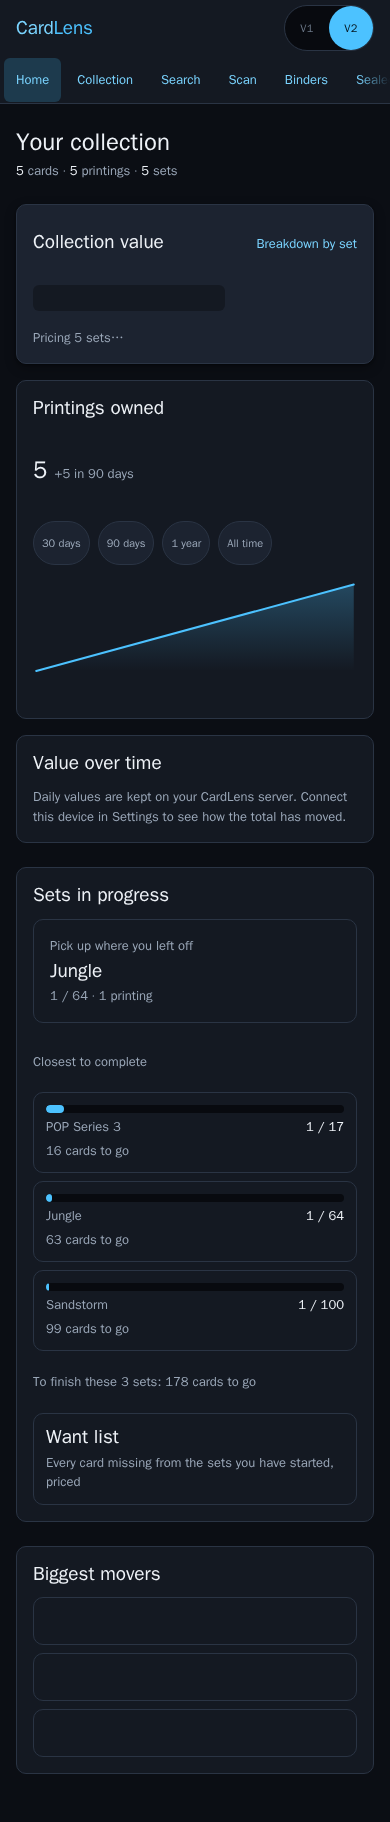 CardLens
V1
V2
Home
Collection
Search
Scan
Binders
Seale
Your collection
5 cards · 5 printings · 5 sets
Collection value
Breakdown by set
Pricing 5 sets···
Printings owned
5 +5 in 90 days
30 days
90 days
1 year
All time
Value over time
Daily values are kept on your CardLens server. Connect
this device in Settings to see how the total has moved.
Sets in progress
Pick up where you left off
Jungle
1 / 64 · 1 printing
Closest to complete
POP Series 3
1 / 17
16 cards to go
Jungle
1 / 64
63 cards to go
Sandstorm
1 / 100
99 cards to go
To finish these 3 sets: 178 cards to go
Want list
Every card missing from the sets you have started,
priced
Biggest movers